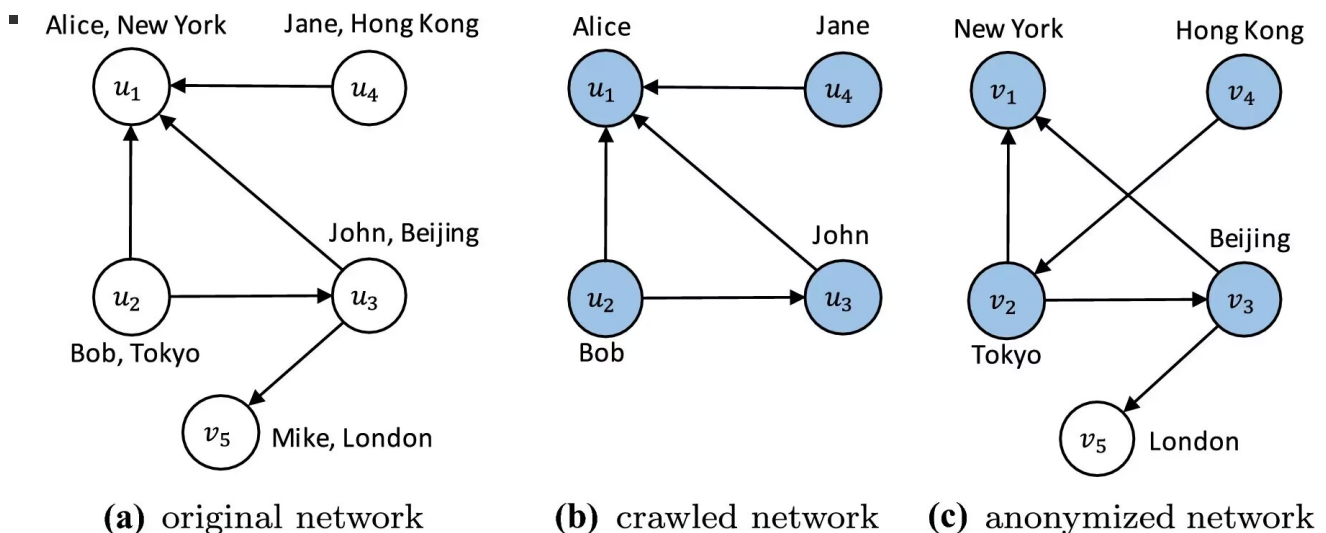 Alice, New York
Jane, Hong Kong
u1
u4
John, Beijing
u2
u3
Bob, Tokyo
v5
Mike, London
(a) original network
Alice
Jane
u1
u4
John
u2
u3
Bob
(b) crawled network
New York
Hong Kong
v1
v4
Beijing
v2
v3
Tokyo
v5
London
(c) anonymized network